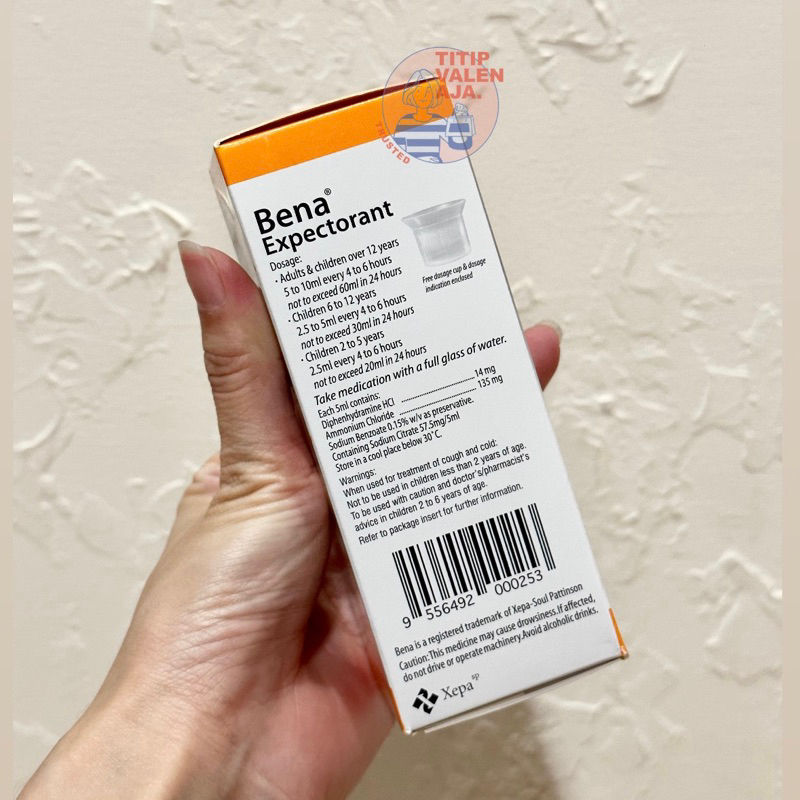 TITIP
VALEN
AJA.
TRUSTED
Bena®
Expectorant
Dosage:
· Adults & children over 12 years
5 to 10ml every 4 to 6 hours
not to exceed 60ml in 24 hours
· Children 6 to 12 years
2.5 to 5ml every 4 to 6 hours
not to exceed 30ml in 24 hours
· Children 2 to 5 years
2.5ml every 4 to 6 hours
not to exceed 20ml in 24 hours
Free dosage cup & dosage
indication enclosed
Take medication with a full glass of water.
Each 5ml contains:
Diphenhydramine HCl ........................ 14 mg
Ammonium Chloride ........................ 135 mg
Sodium Benzoate 0.15% w/v as preservative.
Containing Sodium Citrate 57.5mg/5ml
Store in a cool place below 30°C.
Warnings:
When used for treatment of cough and cold:
Not to be used in children less than 2 years of age.
To be used with caution and doctor's/pharmacist's
advice in children 2 to 6 years of age.
Refer to package insert for further information.
9 556492 000253
Bena is a registered trademark of Xepa-Soul Pattinson
Caution:This medicine may cause drowsiness.If affected,
do not drive or operate machinery.Avoid alcoholic drinks.
Xepa sp